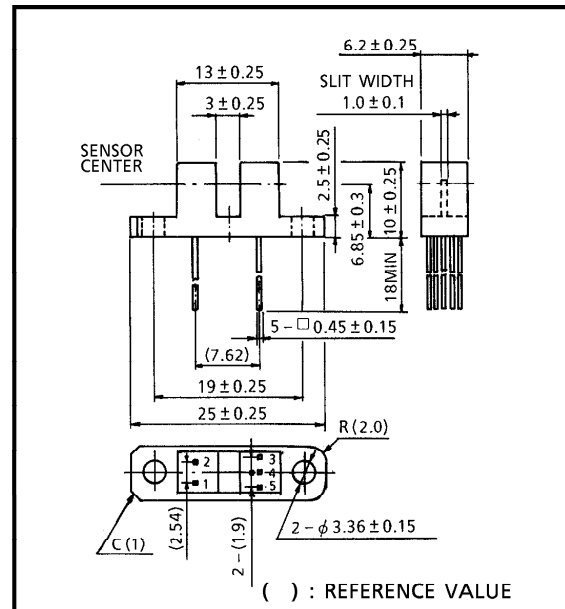 6.2±0.25
13±0.25
SLIT WIDTH
3±0.25
1.0±0.1
SENSOR
CENTER
2.5±0.25
6.85±0.3
10±0.25
18MIN
5-□0.45±0.15
(7.62)
19±0.25
25±0.25
R(2.0)
2
3
4
1
5
C(1)
(2.54)
2-(1.9)
2-φ3.36±0.15
( ) : REFERENCE VALUE